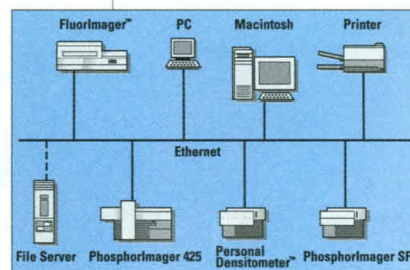 FluorImager™ PC Macintosh Printer
Ethernet
File Server PhosphorImager 425 Personal Densitometer™ PhosphorImager SF